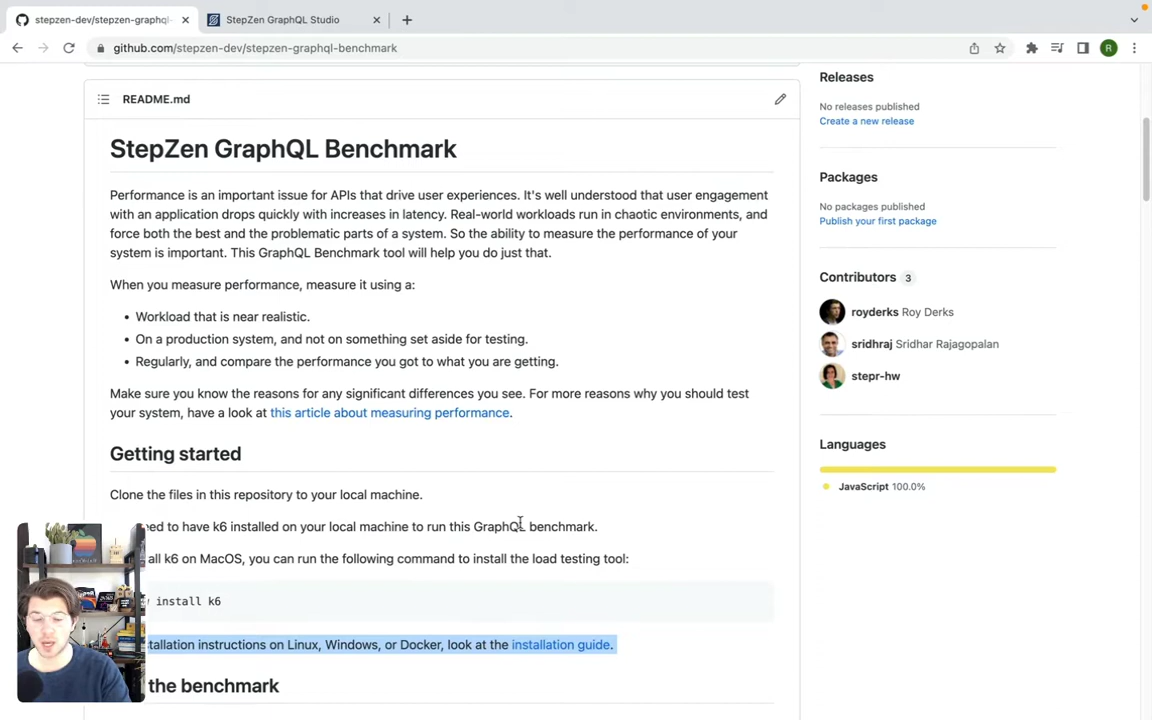 stepzen-dev/stepzen-graphql-
StepZen GraphQL Studio
github.com/stepzen-dev/stepzen-graphql-benchmark
R
README.md
StepZen GraphQL Benchmark
Performance is an important issue for APIs that drive user experiences. It's well understood that user engagement
with an application drops quickly with increases in latency. Real-world workloads run in chaotic environments, and
force both the best and the problematic parts of a system. So the ability to measure the performance of your
system is important. This GraphQL Benchmark tool will help you do just that.
When you measure performance, measure it using a:
• Workload that is near realistic.
• On a production system, and not on something set aside for testing.
• Regularly, and compare the performance you got to what you are getting.
Make sure you know the reasons for any significant differences you see. For more reasons why you should test
your system, have a look at this article about measuring performance.
Getting started
Clone the files in this repository to your local machine.
to have k6 installed on your local machine to run this GraphQL benchmark.
k6 on MacOS, you can run the following command to install the load testing tool:
install k6
instructions on Linux, Windows, or Docker, look at the installation guide.
the benchmark
Releases
No releases published
Create a new release
Packages
No packages published
Publish your first package
Contributors 3
royderks Roy Derks
sridhraj Sridhar Rajagopalan
stepr-hw
Languages
JavaScript 100.0%